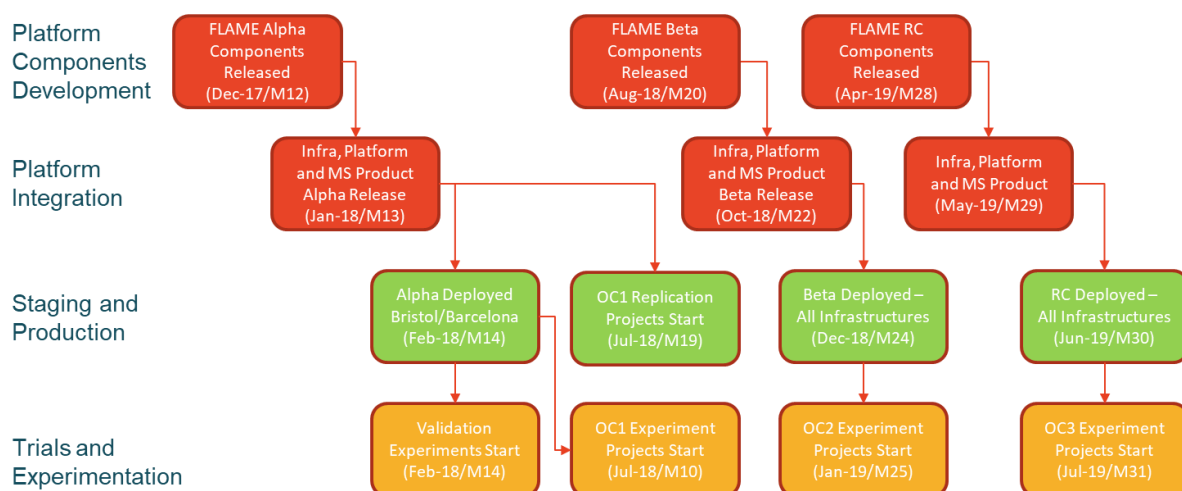 Platform
Components
Development
FLAME Alpha
Components
Released
(Dec-17/M12)
FLAME Beta
Components
Released
(Aug-18/M20)
FLAME RC
Components
Released
(Apr-19/M28)
Platform
Integration
Infra, Platform
and MS Product
Alpha Release
(Jan-18/M13)
Infra, Platform
and MS Product
Beta Release
(Oct-18/M22)
Infra, Platform
and MS Product
(May-19/M29)
Staging and
Production
Alpha Deployed
Bristol/Barcelona
(Feb-18/M14)
OC1 Replication
Projects Start
(Jul-18/M19)
Beta Deployed –
All Infrastructures
(Dec-18/M24)
RC Deployed –
All Infrastructures
(Jun-19/M30)
Trials and
Experimentation
Validation
Experiments Start
(Feb-18/M14)
OC1 Experiment
Projects Start
(Jul-18/M10)
OC2 Experiment
Projects Start
(Jan-19/M25)
OC3 Experiment
Projects Start
(Jul-19/M31)